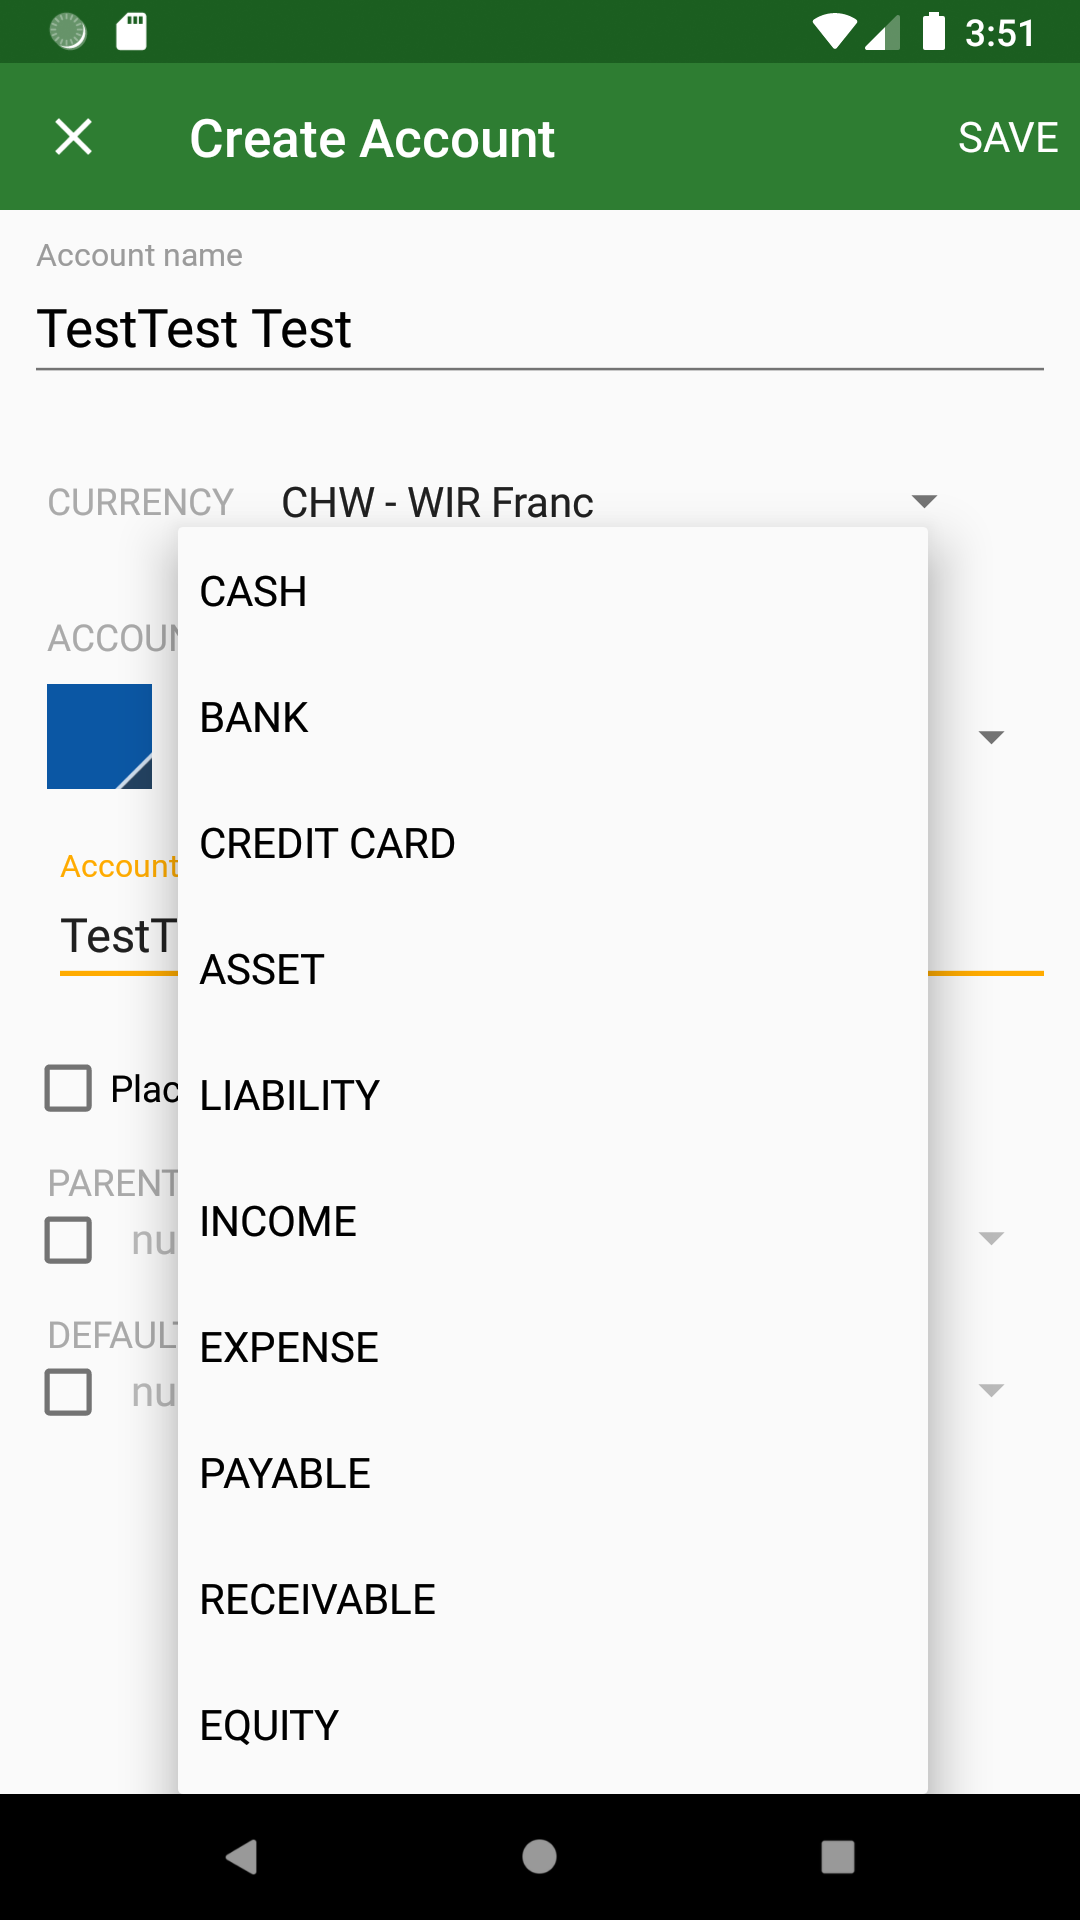 3:51
Create Account
SAVE
Account name
TestTest Test
CURRENCY
CHW - WIR Franc
CASH
ACCOUN
BANK
CREDIT CARD
Account
TestT
ASSET
Plac
LIABILITY
PARENT
INCOME
nu
DEFAULT
EXPENSE
nu
PAYABLE
RECEIVABLE
EQUITY